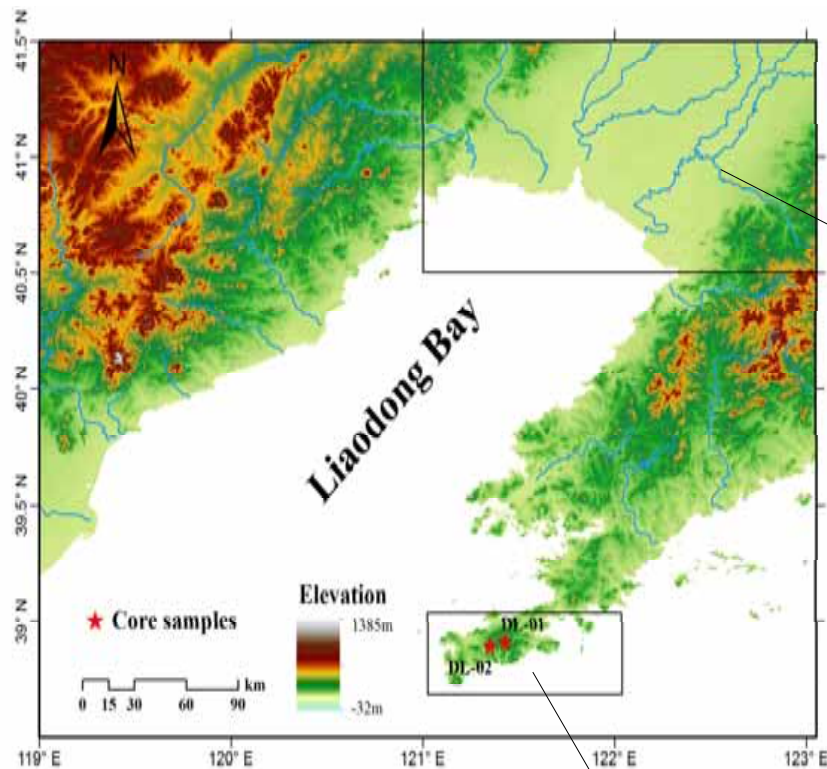 N
41.5° N
41° N
40.5° N
40° N
39.5° N
39° N
Liaodong Bay
Core samples
Elevation
1385m
-32m
DL-01
DL-02
km
0 15 30 60 90
119° E 120° E 121° E 122° E 123° E